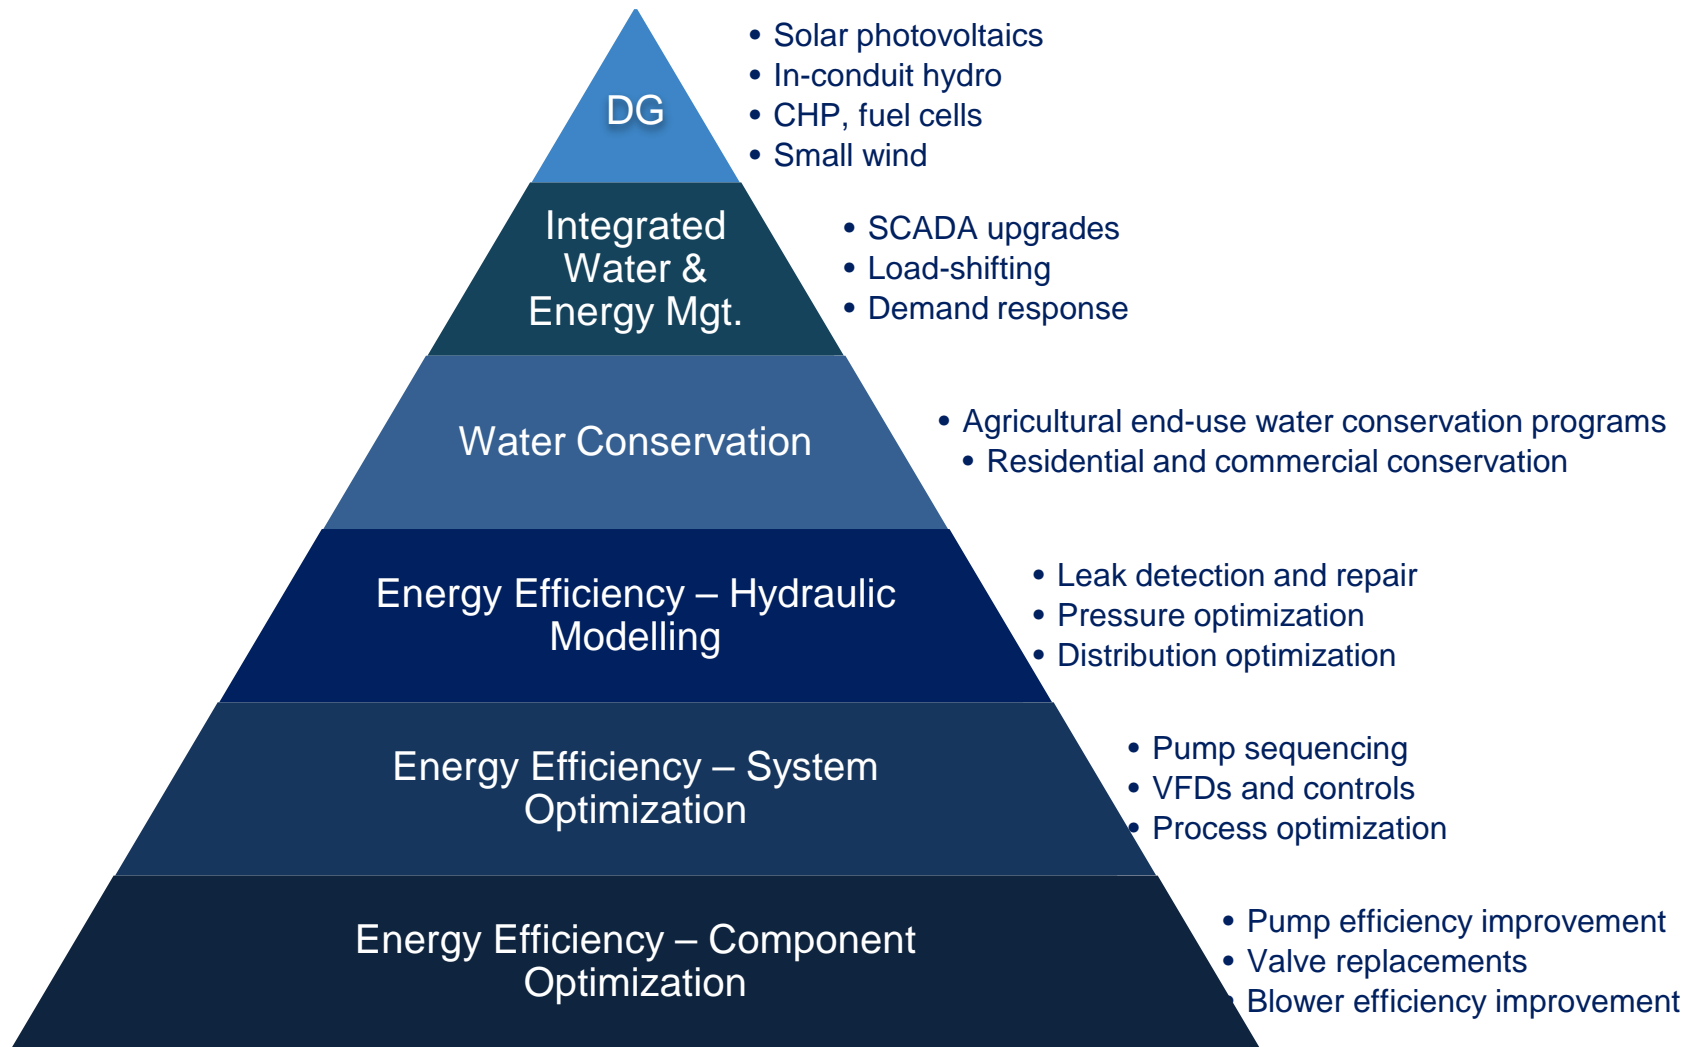 DG
• Solar photovoltaics
• In-conduit hydro
• CHP, fuel cells
• Small wind
Integrated
Water &
Energy Mgt.
• SCADA upgrades
• Load-shifting
• Demand response
Water Conservation
• Agricultural end-use water conservation programs
• Residential and commercial conservation
Energy Efficiency – Hydraulic
Modelling
• Leak detection and repair
• Pressure optimization
• Distribution optimization
Energy Efficiency – System
Optimization
• Pump sequencing
• VFDs and controls
• Process optimization
Energy Efficiency – Component
Optimization
• Pump efficiency improvement
• Valve replacements
• Blower efficiency improvement